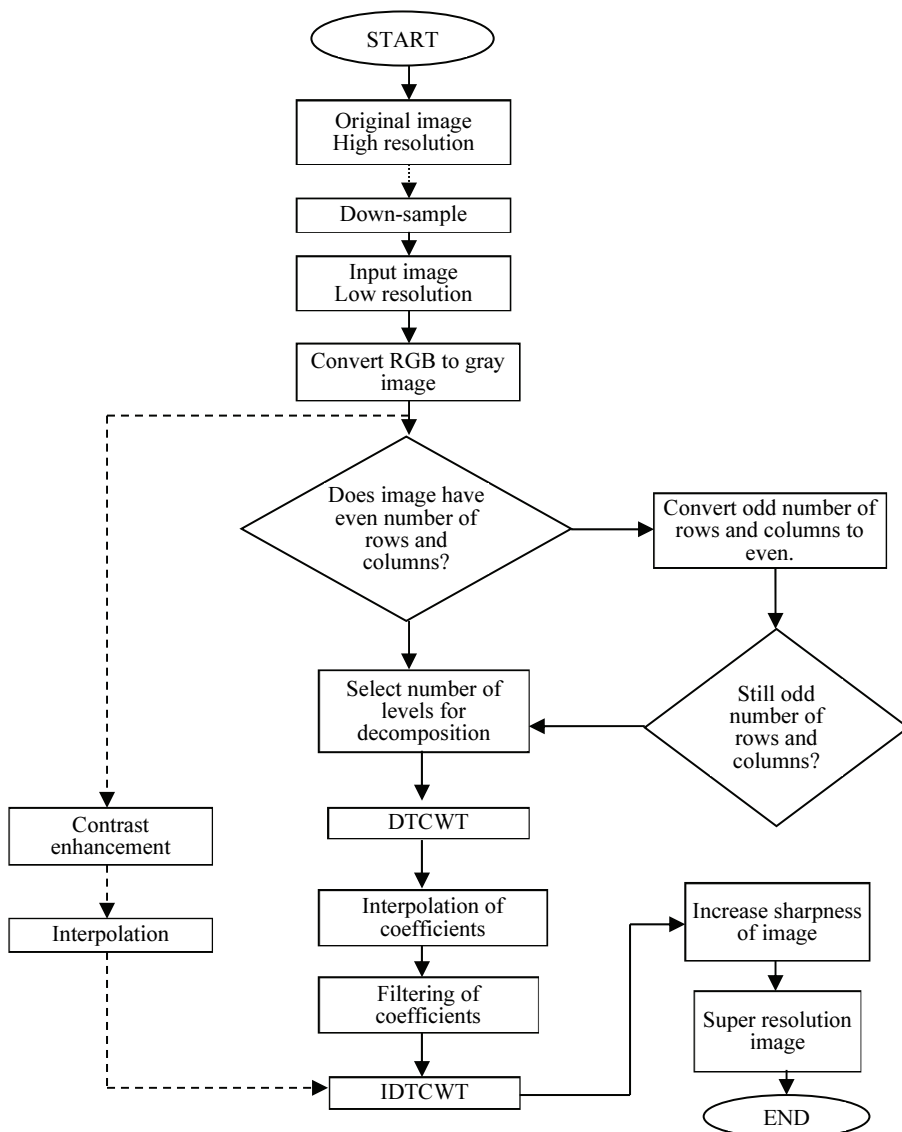 START
Original image
High resolution
Down-sample
Input image
Low resolution
Convert RGB to gray
image
Does image have
even number of
rows and
columns?
Convert odd number of
rows and columns to
even.
Select number of
levels for
decomposition
Still odd
number of
rows and
columns?
DTCWT
Contrast
enhancement
Interpolation
Interpolation of
coefficients
Filtering of
coefficients
IDTCWT
Increase sharpness
of image
Super resolution
image
END